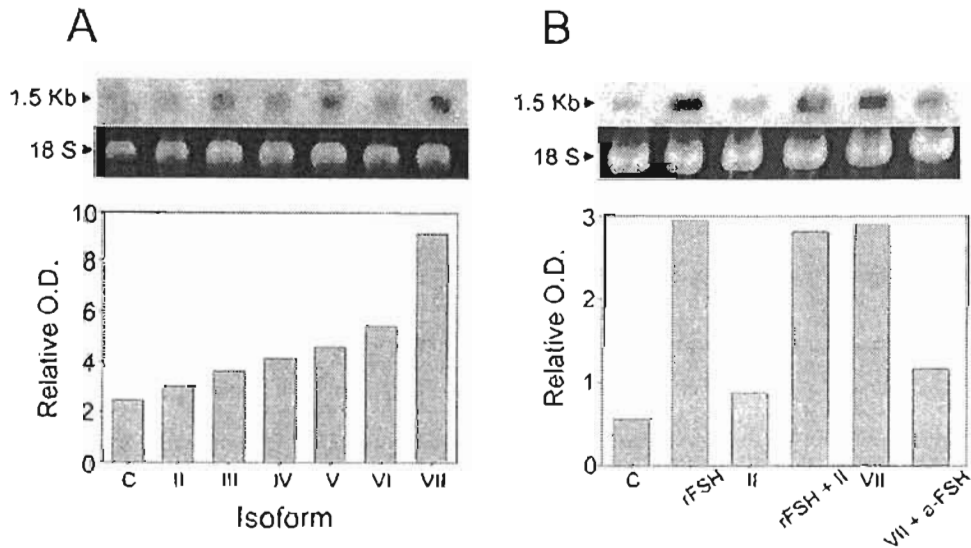 A
1.5 Kb
18 S
10
8
6
4
2
0
Relative O.D.
C II III IV V VI VII
Isoform
B
1.5 Kb
18 S
3
2
1
0
Relative O.D.
C rFSH II rFSH + II VII VII + a-FSH